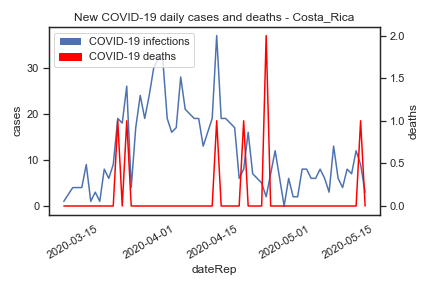 New COVID-19 daily cases and deaths - Costa_Rica
COVID-19 infections
COVID-19 deaths
cases
30
20
10
0
deaths
2.0
1.5
1.0
0.5
0.0
2020-03-15
2020-04-01
2020-04-15
2020-05-01
2020-05-15
dateRep